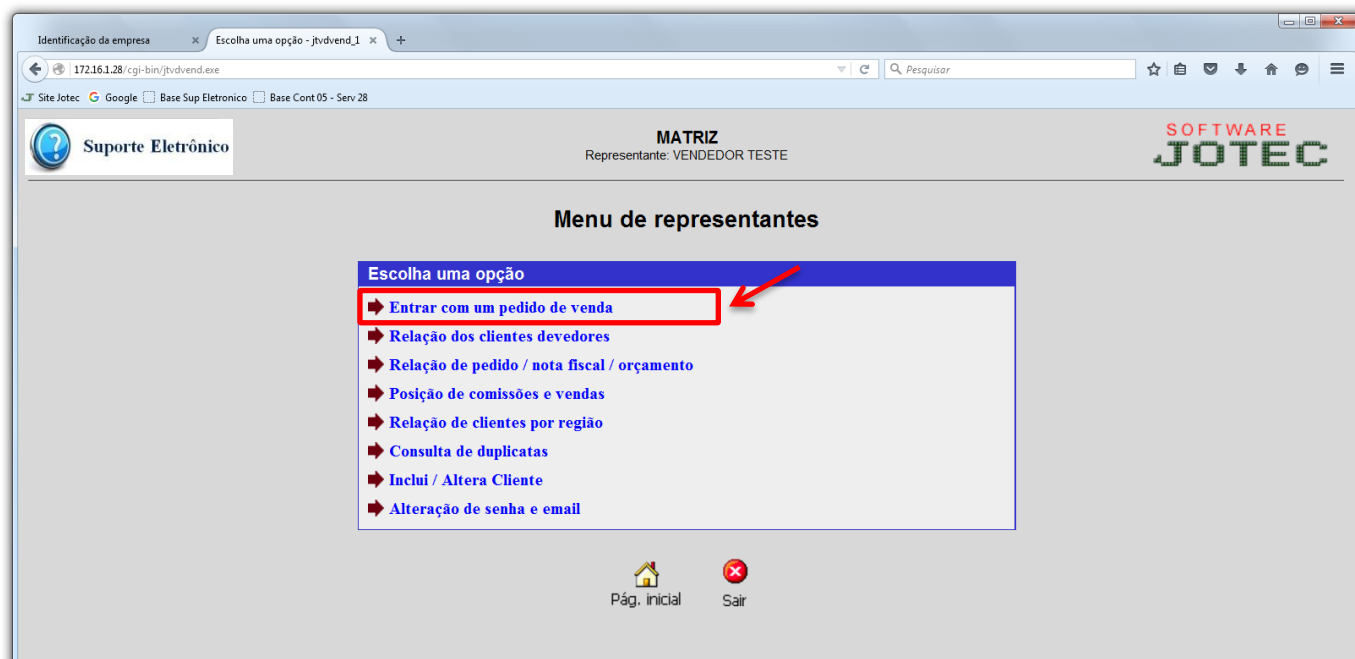 Identificação da empresa
Escolha uma opção - jtvdvend_1
172.16.1.28/cgi-bin/jtvdvend.exe
Pesquisar
Site Jotec
Google
Base Sup Eletronico
Base Cont 05 - Serv 28
Suporte Eletrônico
MATRIZ
Representante: VENDEDOR TESTE
SOFTWARE
JOTEC
Menu de representantes
Escolha uma opção
Entrar com um pedido de venda
Relação dos clientes devedores
Relação de pedido / nota fiscal / orçamento
Posição de comissões e vendas
Relação de clientes por região
Consulta de duplicatas
Inclui / Altera Cliente
Alteração de senha e email
Pág. inicial
Sair